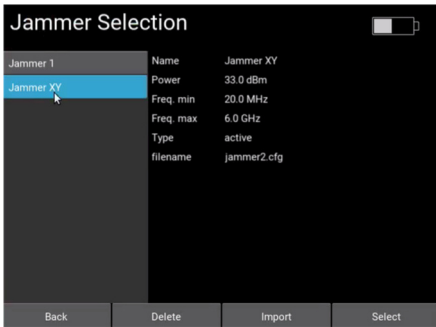 Jammer Selection
Jammer 1
Jammer XY
Name Jammer XY
Power 33.0 dBm
Freq. min 20.0 MHz
Freq. max 6.0 GHz
Type active
filename jammer2.cfg
Back Delete Import Select